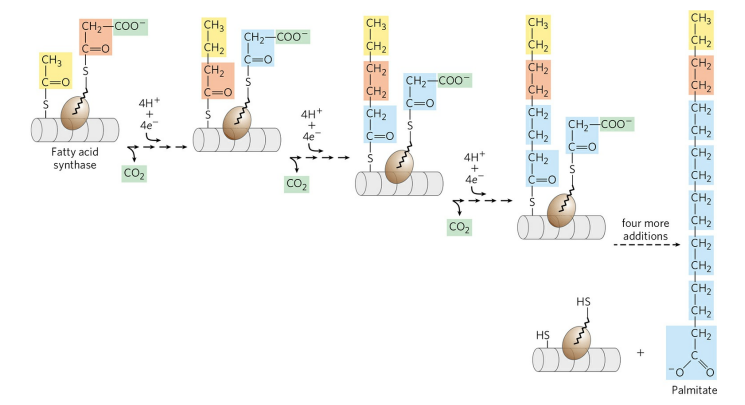 CH₃
C=O
S
CH₂—COO⁻
C=O
S
Fatty acid
synthase
4H⁺
+
4e⁻
CO₂
CH₃
CH₂
CH₂
C=O
S
CH₂—COO⁻
C=O
S
4H⁺
+
4e⁻
CO₂
CH₃
CH₂
CH₂
CH₂
CH₂
C=O
S
CH₂—COO⁻
C=O
S
4H⁺
+
4e⁻
CO₂
CH₃
CH₂
CH₂
CH₂
CH₂
CH₂
CH₂
C=O
S
CH₂—COO⁻
C=O
S
four more
additions
HS
HS
+
CH₃
CH₂
CH₂
CH₂
CH₂
CH₂
CH₂
CH₂
CH₂
CH₂
CH₂
CH₂
CH₂
CH₂
CH₂
C
⁻O O
Palmitate